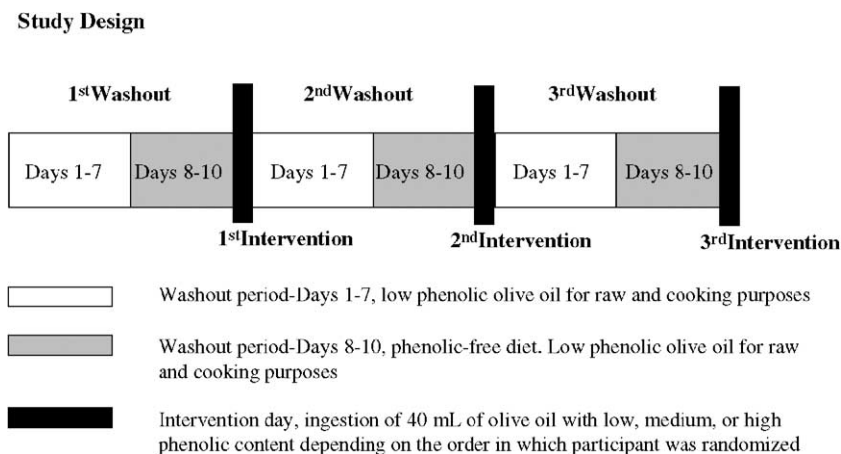 Study Design
1stWashout 2ndWashout 3rdWashout
Days 1-7 Days 8-10 Days 1-7 Days 8-10 Days 1-7 Days 8-10
1stIntervention 2ndIntervention 3rdIntervention
Washout period-Days 1-7, low phenolic olive oil for raw and cooking purposes
Washout period-Days 8-10, phenolic-free diet. Low phenolic olive oil for raw
and cooking purposes
Intervention day, ingestion of 40 mL of olive oil with low, medium, or high
phenolic content depending on the order in which participant was randomized